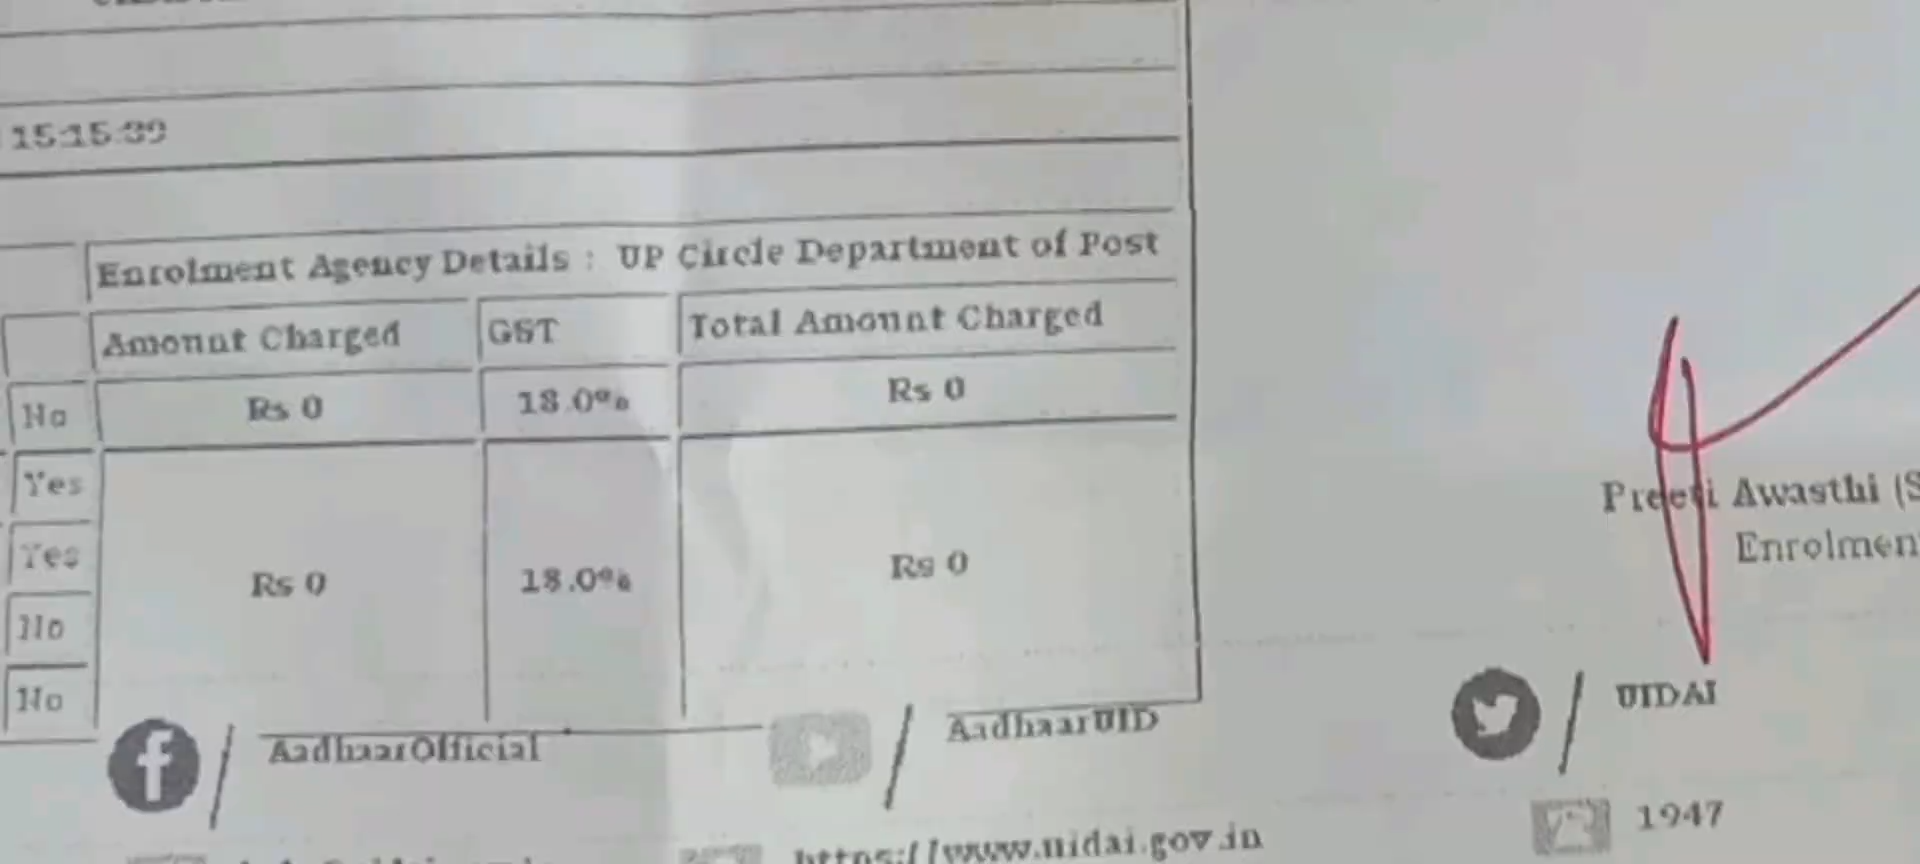 15:15:39
Enrolment Agency Details : UP Circle Department of Post
Amount Charged GST Total Amount Charged
No Rs 0 18.0% Rs 0
Yes
Yes
Rs 0 18.0% Rs 0
No
No
Preeti Awasthi (S
Enrolmen
AadhaarOfficial
AadhaarUID
UIDAI
https://www.uidai.gov.in
1947